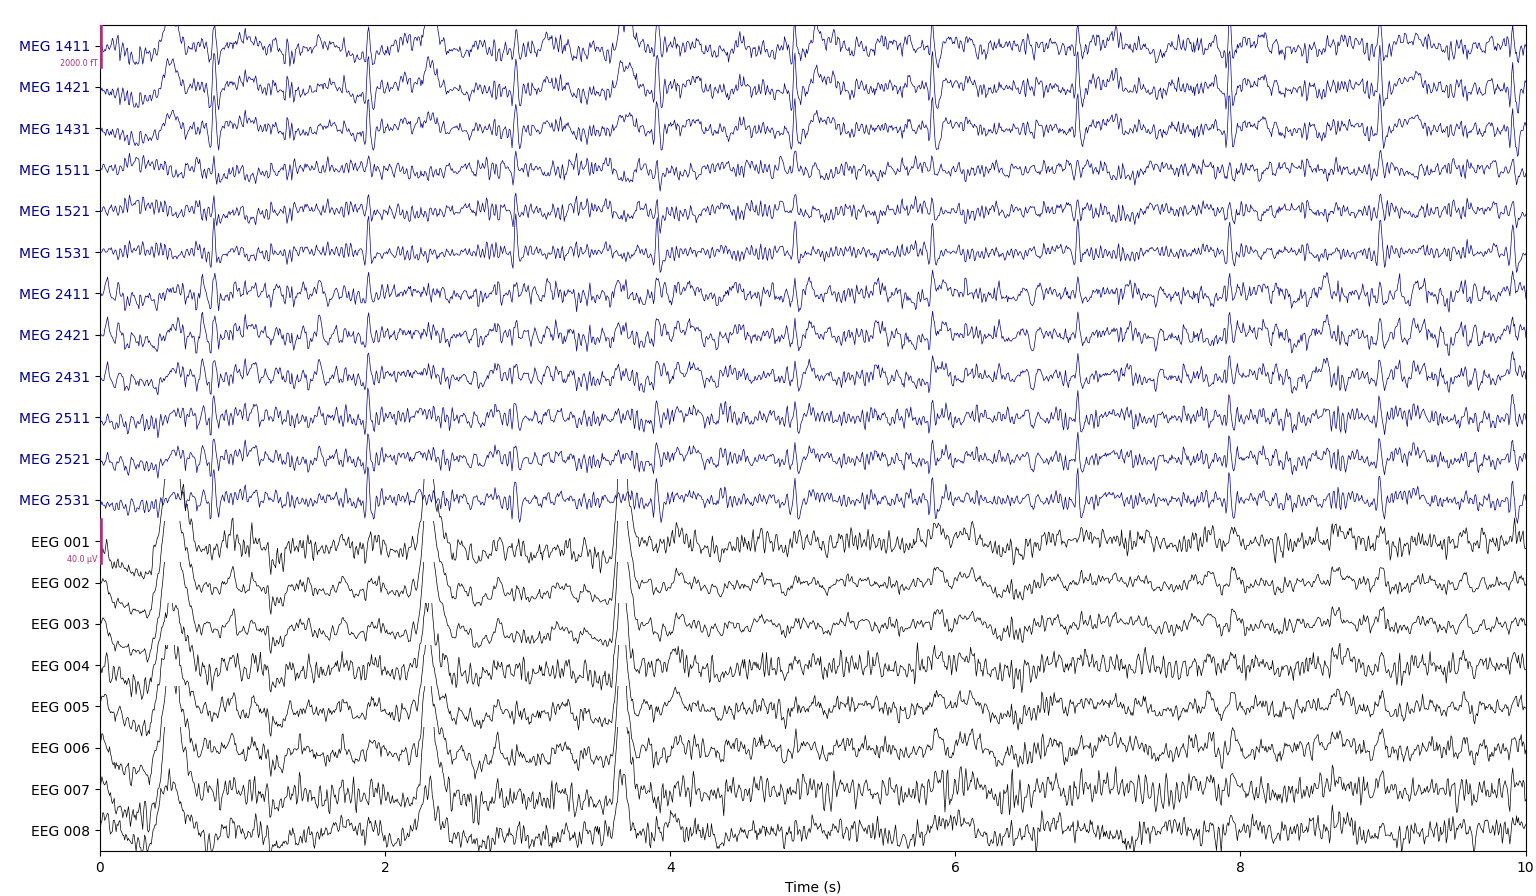 MEG 1411
2000.0 fT
MEG 1421
MEG 1431
MEG 1511
MEG 1521
MEG 1531
MEG 2411
MEG 2421
MEG 2431
MEG 2511
MEG 2521
MEG 2531
EEG 001
40.0 µV
EEG 002
EEG 003
EEG 004
EEG 005
EEG 006
EEG 007
EEG 008
0 2 4 6 8 10
Time (s)